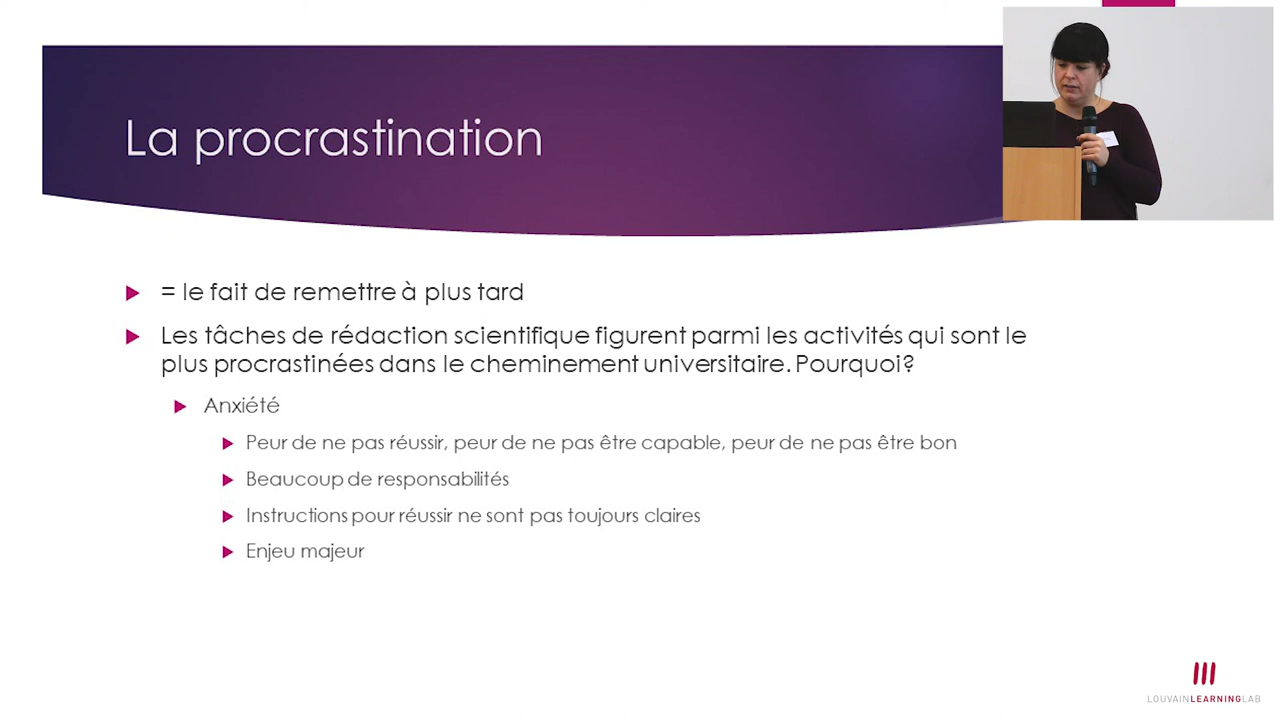 La procrastination
= le fait de remettre à plus tard
Les tâches de rédaction scientifique figurent parmi les activités qui sont le
plus procrastinées dans le cheminement universitaire. Pourquoi?
Anxiété
Peur de ne pas réussir, peur de ne pas être capable, peur de ne pas être bon
Beaucoup de responsabilités
Instructions pour réussir ne sont pas toujours claires
Enjeu majeur
LOUVAINLEARNINGLAB